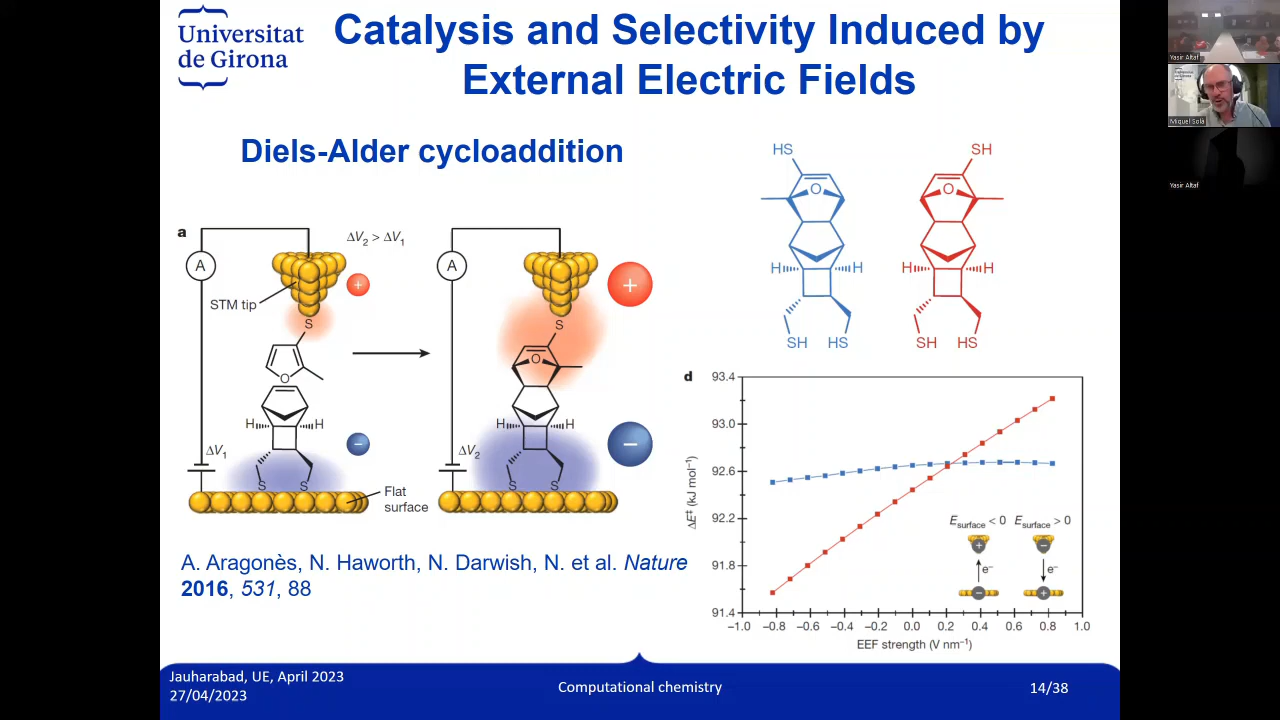 Universitat
de Girona
Catalysis and Selectivity Induced by
External Electric Fields
Diels-Alder cycloaddition
a
A
ΔV₂ > ΔV₁
+
STM tip
S
O
H
H
ΔV₁
−
S
S
Flat
surface
A
+
S
O
H
H
ΔV₂
−
S
S
HS
O
H
H
SH
HS
SH
O
H
H
SH
HS
d
93.4
93.0
92.6
92.2
91.8
91.4
ΔE‡ (kJ mol⁻¹)
−1.0 −0.8 −0.6 −0.4 −0.2 0.0 0.2 0.4 0.6 0.8 1.0
EEF strength (V nm⁻¹)
Esurface < 0 Esurface > 0
+ −
e⁻ e⁻
− +
A. Aragonès, N. Haworth, N. Darwish, N. et al. Nature
2016, 531, 88
Jauharabad, UE, April 2023
27/04/2023
Computational chemistry
14/38
Yasir Altaf
Miquel Solà
Yasir Altaf